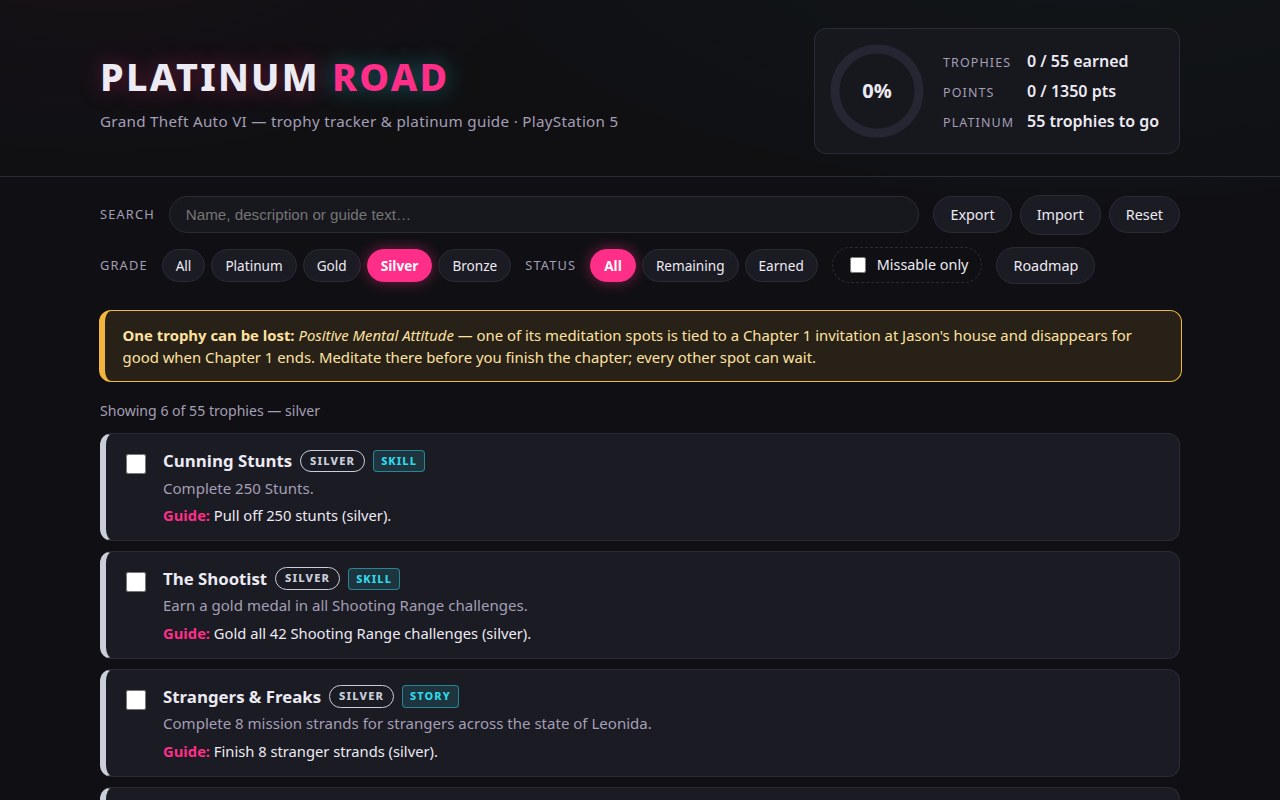 PLATINUM ROAD
Grand Theft Auto VI — trophy tracker & platinum guide · PlayStation 5
0%
TROPHIES 0 / 55 earned
POINTS 0 / 1350 pts
PLATINUM 55 trophies to go
SEARCH Name, description or guide text… Export Import Reset
GRADE All Platinum Gold Silver Bronze STATUS All Remaining Earned Missable only Roadmap
One trophy can be lost: Positive Mental Attitude — one of its meditation spots is tied to a Chapter 1 invitation at Jason's house and disappears for
good when Chapter 1 ends. Meditate there before you finish the chapter; every other spot can wait.
Showing 6 of 55 trophies — silver
Cunning Stunts SILVER SKILL
Complete 250 Stunts.
Guide: Pull off 250 stunts (silver).
The Shootist SILVER SKILL
Earn a gold medal in all Shooting Range challenges.
Guide: Gold all 42 Shooting Range challenges (silver).
Strangers & Freaks SILVER STORY
Complete 8 mission strands for strangers across the state of Leonida.
Guide: Finish 8 stranger strands (silver).